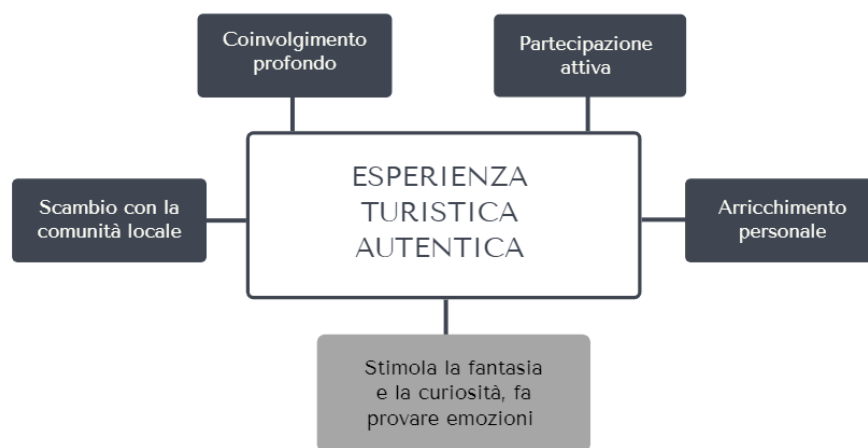 Coinvolgimento
profondo
Partecipazione
attiva
Scambio con la
comunità locale
ESPERIENZA
TURISTICA
AUTENTICA
Arricchimento
personale
Stimola la fantasia
e la curiosità, fa
provare emozioni